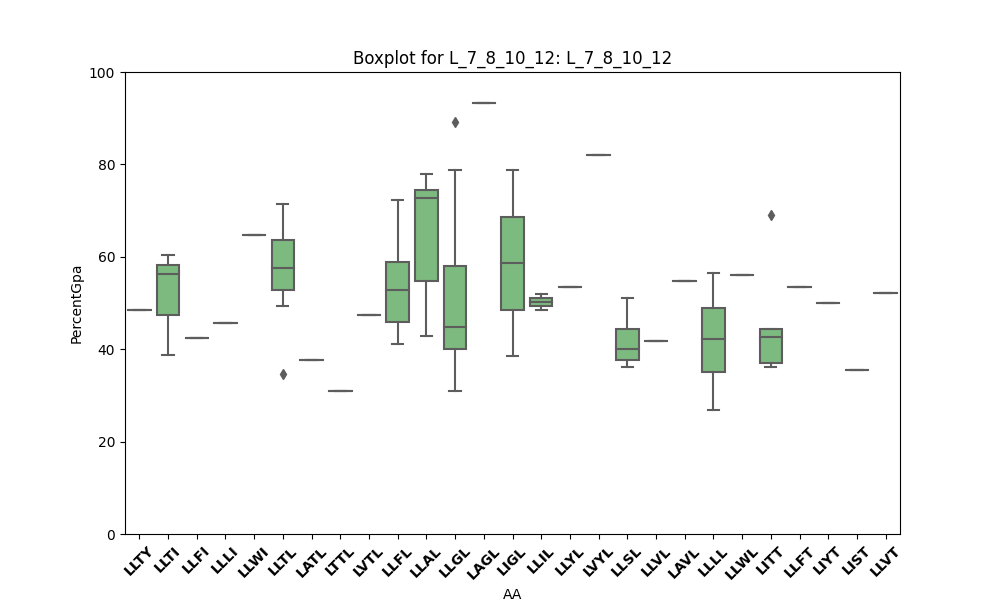 Boxplot for L_7_8_10_12: L_7_8_10_12
100
80
60
40
20
0
PercentGpa
LLTY LLTI LLFI LLLI LLWI LLTL LATL LTTL LVTL LLFL LLAL LLGL LAGL LIGL LLIL LLYL LVYL LLSL LLVL LAVL LLLL LLWL LITT LLFT LIYT LIST LLVT
AA